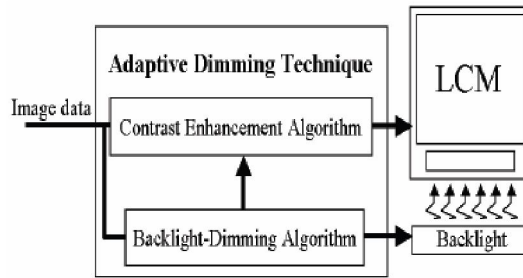 Adaptive Dimming Technique
LCM
Image data
Contrast Enhancement Algorithm
Backlight-Dimming Algorithm
Backlight